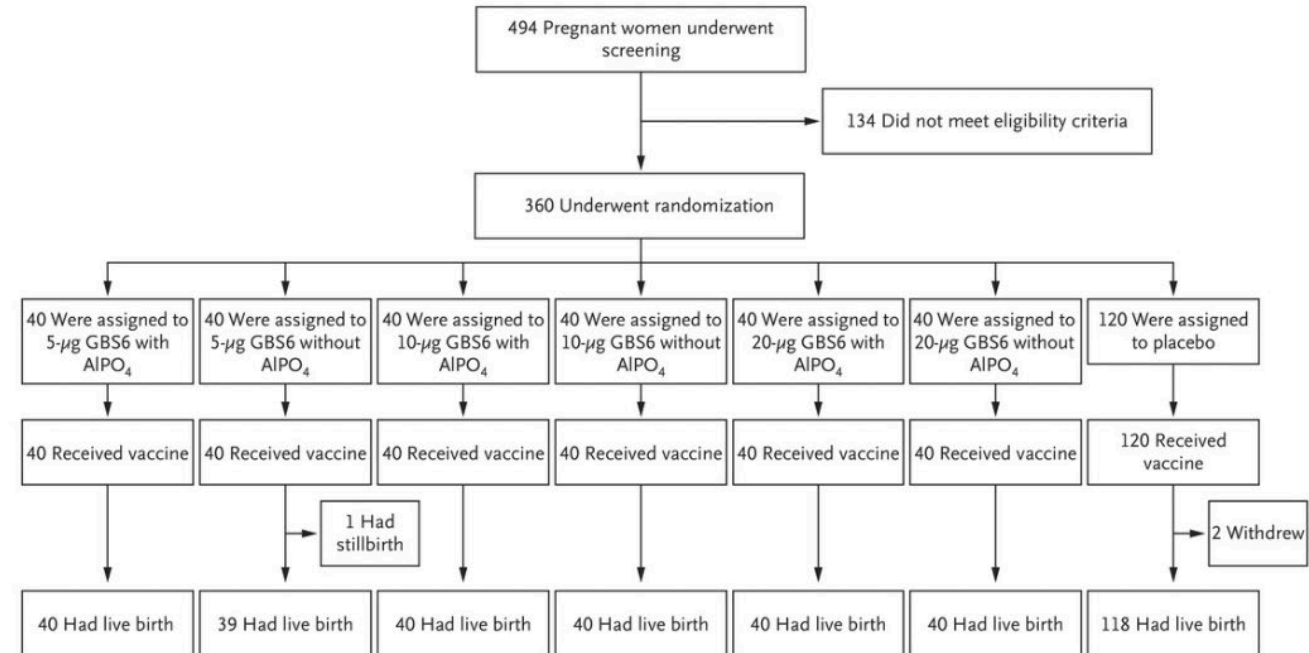 494 Pregnant women underwent
screening
134 Did not meet eligibility criteria
360 Underwent randomization
40 Were assigned to
5-μg GBS6 with
AlPO₄
40 Were assigned to
5-μg GBS6 without
AlPO₄
40 Were assigned to
10-μg GBS6 with
AlPO₄
40 Were assigned to
10-μg GBS6 without
AlPO₄
40 Were assigned to
20-μg GBS6 with
AlPO₄
40 Were assigned to
20-μg GBS6 without
AlPO₄
120 Were assigned
to placebo
40 Received vaccine
40 Received vaccine
40 Received vaccine
40 Received vaccine
40 Received vaccine
40 Received vaccine
120 Received
vaccine
1 Had
stillbirth
2 Withdrew
40 Had live birth
39 Had live birth
40 Had live birth
40 Had live birth
40 Had live birth
40 Had live birth
118 Had live birth